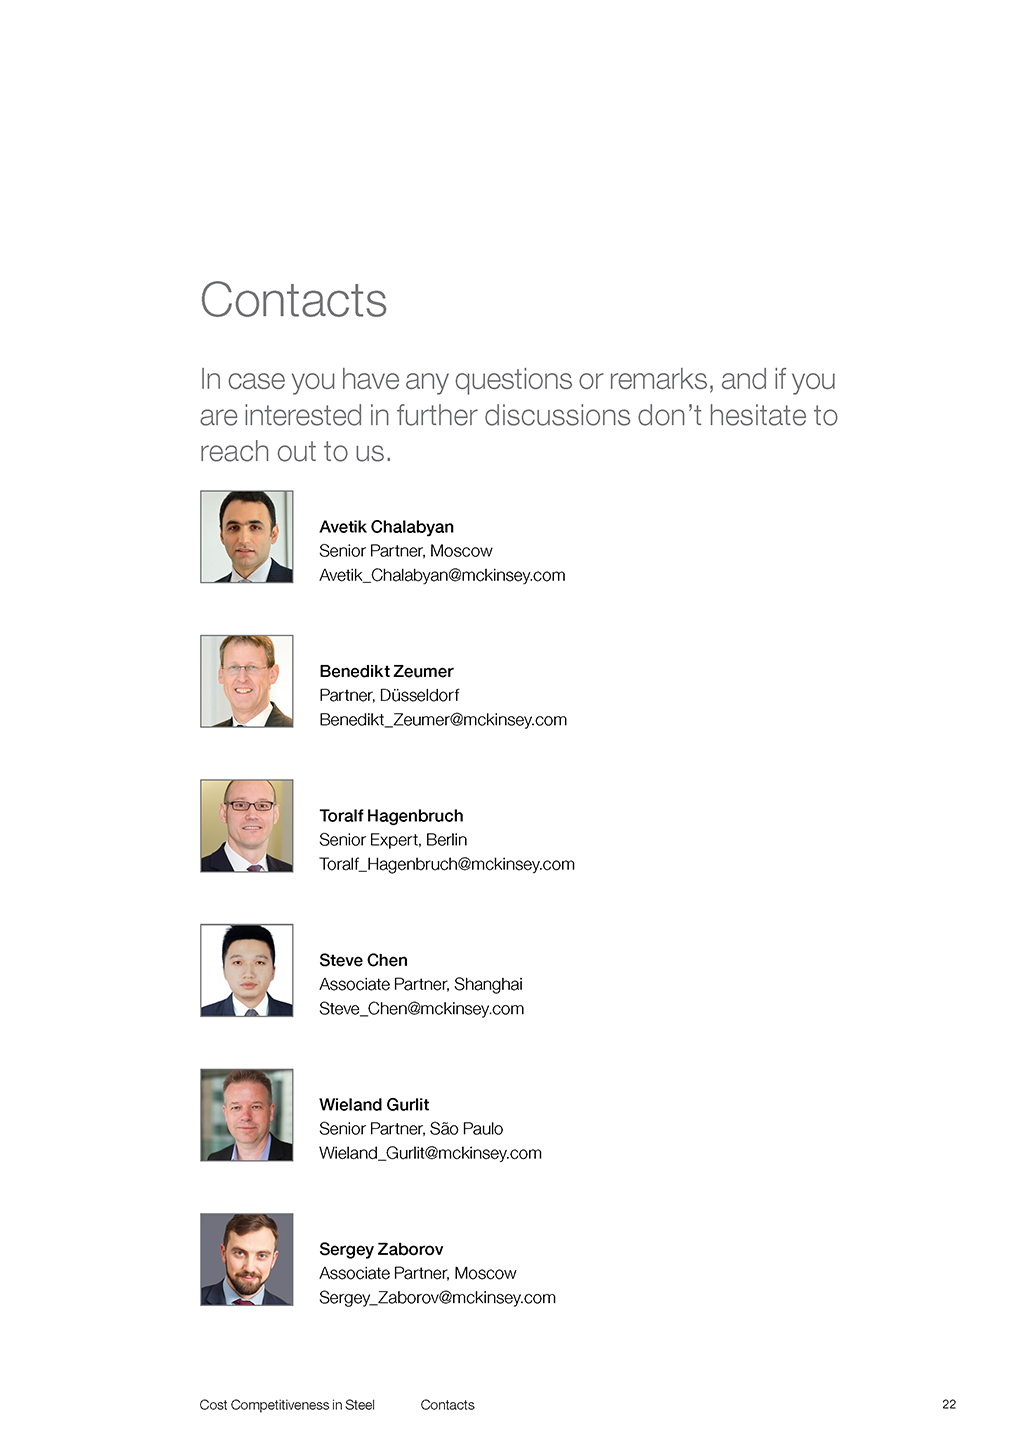 Contacts
In case you have any questions or remarks, and if you
are interested in further discussions don’t hesitate to
reach out to us.
Avetik Chalabyan
Senior Partner, Moscow
Avetik_Chalabyan@mckinsey.com
Benedikt Zeumer
Partner, Düsseldorf
Benedikt_Zeumer@mckinsey.com
Toralf Hagenbruch
Senior Expert, Berlin
Toralf_Hagenbruch@mckinsey.com
Steve Chen
Associate Partner, Shanghai
Steve_Chen@mckinsey.com
Wieland Gurlit
Senior Partner, São Paulo
Wieland_Gurlit@mckinsey.com
Sergey Zaborov
Associate Partner, Moscow
Sergey_Zaborov@mckinsey.com
Cost Competitiveness in Steel Contacts 22